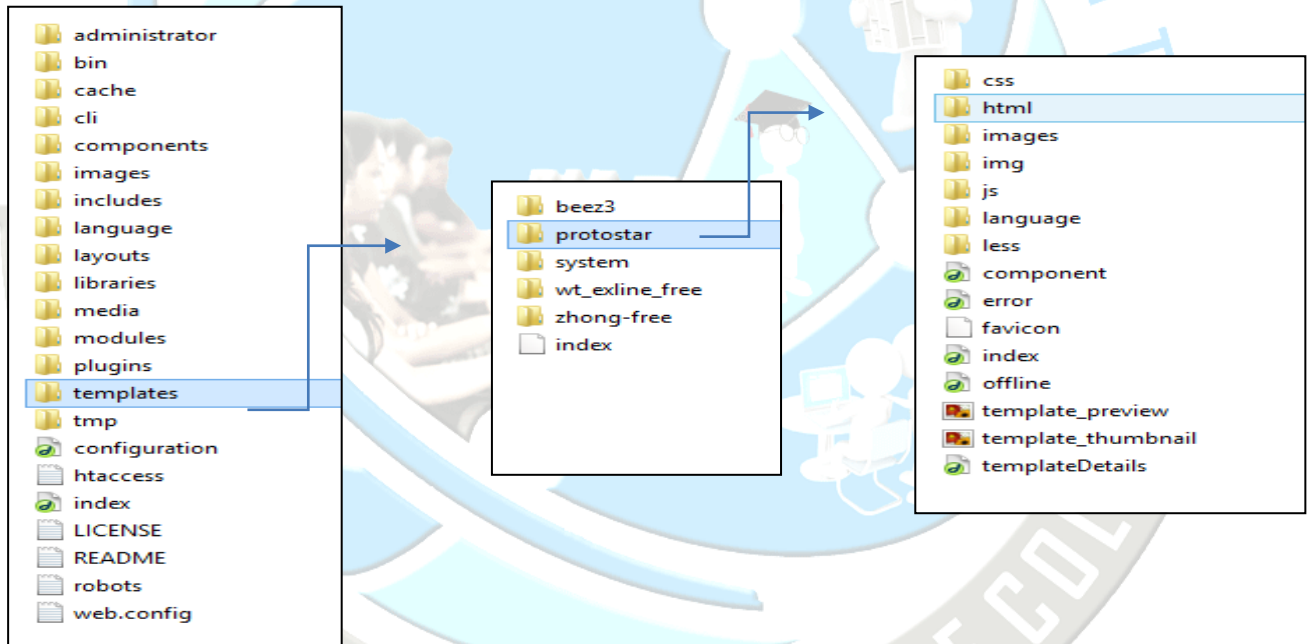 administrator
bin
cache
cli
components
images
includes
language
layouts
libraries
media
modules
plugins
templates
tmp
configuration
htaccess
index
LICENSE
README
robots
web.config
beez3
protostar
system
wt_exline_free
zhong-free
index
css
html
images
img
js
language
less
component
error
favicon
index
offline
template_preview
template_thumbnail
templateDetails